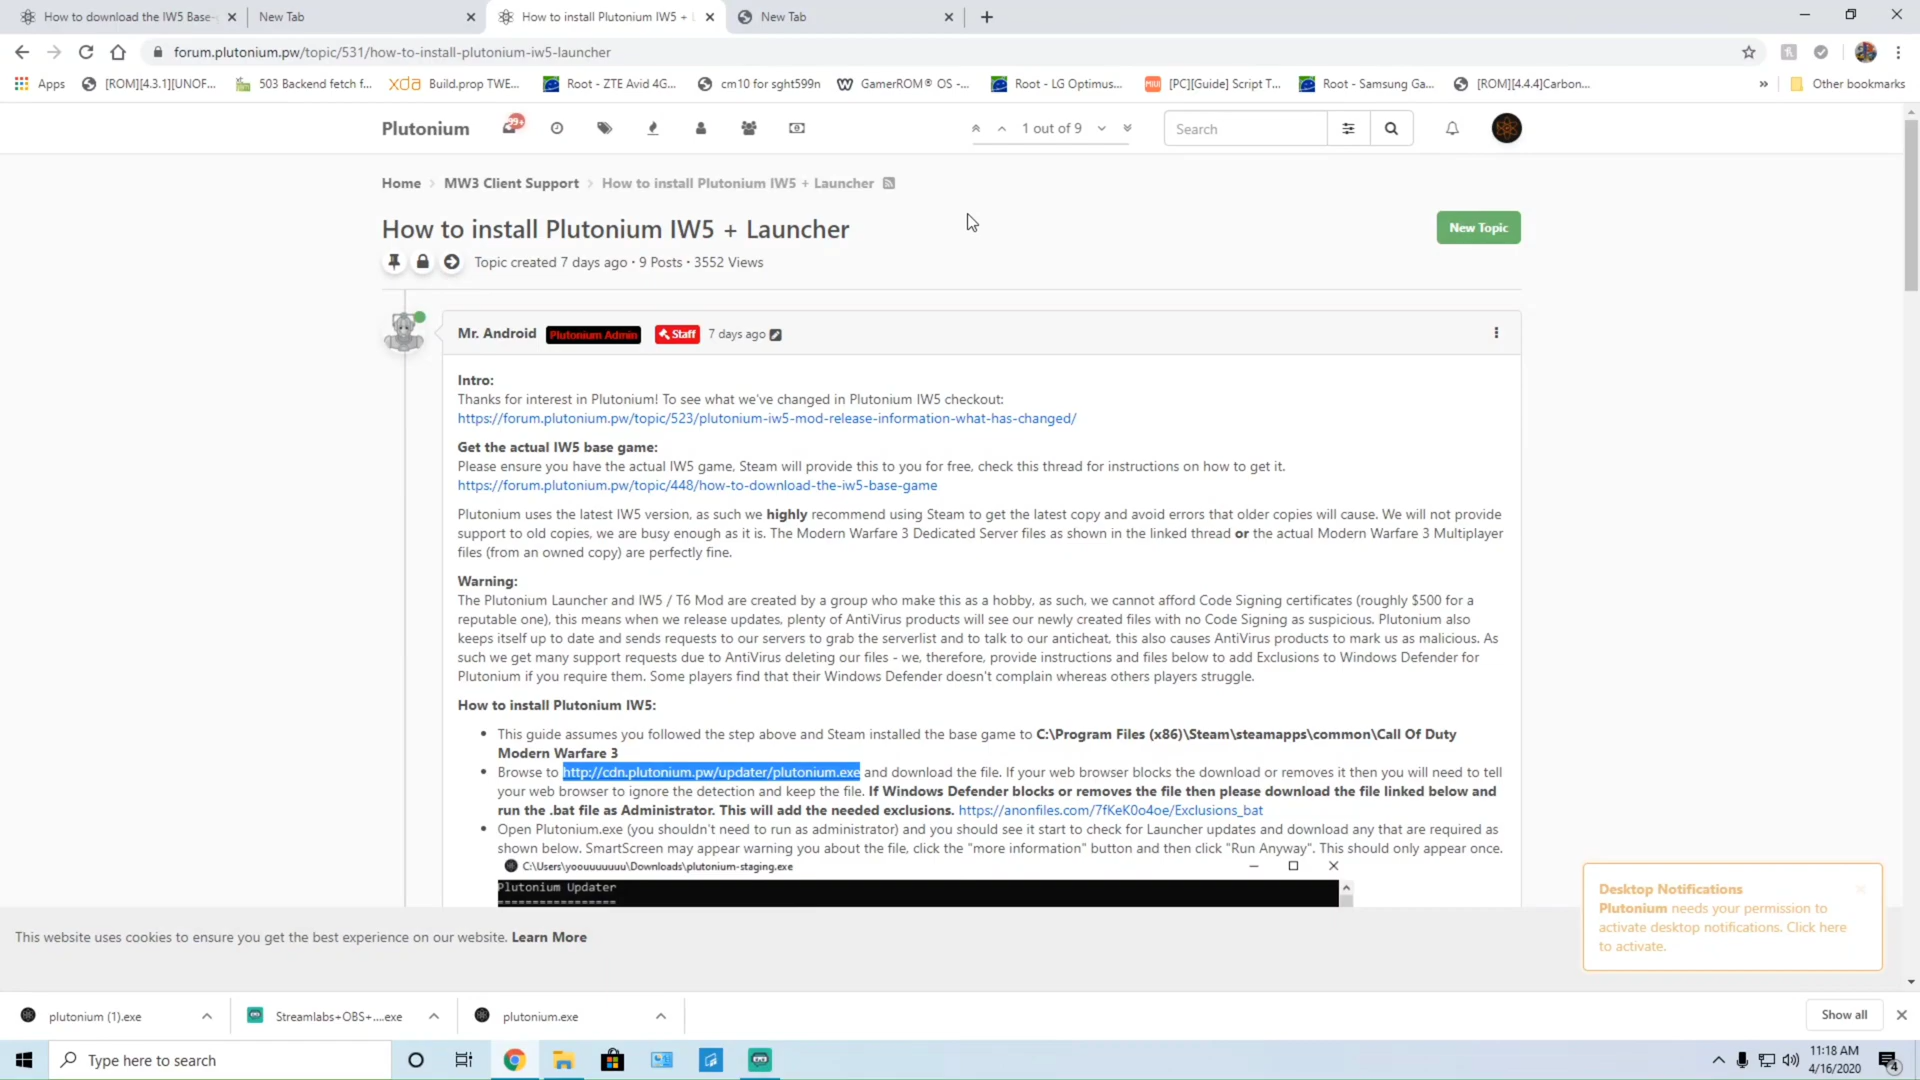 How to download the IW5 Base-
New Tab
How to install Plutonium IW5 + L
New Tab
forum.plutonium.pw/topic/531/how-to-install-plutonium-iw5-launcher
Apps
[ROM][4.3.1][UNOF...
503 Backend fetch f...
xda Build.prop TWE...
Root - ZTE Avid 4G...
cm10 for sght599n
GamerROM® OS -...
Root - LG Optimus...
MIUI [PC][Guide] Script T...
Root - Samsung Ga...
[ROM][4.4.4]Carbon...
» Other bookmarks
Plutonium
99+
1 out of 9
Search
Home > MW3 Client Support > How to install Plutonium IW5 + Launcher
How to install Plutonium IW5 + Launcher
New Topic
Topic created 7 days ago • 9 Posts • 3552 Views
Mr. Android Plutonium Admin Staff 7 days ago
Intro:
Thanks for interest in Plutonium! To see what we've changed in Plutonium IW5 checkout:
https://forum.plutonium.pw/topic/523/plutonium-iw5-mod-release-information-what-has-changed/
Get the actual IW5 base game:
Please ensure you have the actual IW5 game, Steam will provide this to you for free, check this thread for instructions on how to get it.
https://forum.plutonium.pw/topic/448/how-to-download-the-iw5-base-game
Plutonium uses the latest IW5 version, as such we highly recommend using Steam to get the latest copy and avoid errors that older copies will cause. We will not provide
support to old copies, we are busy enough as it is. The Modern Warfare 3 Dedicated Server files as shown in the linked thread or the actual Modern Warfare 3 Multiplayer
files (from an owned copy) are perfectly fine.
Warning:
The Plutonium Launcher and IW5 / T6 Mod are created by a group who make this as a hobby, as such, we cannot afford Code Signing certificates (roughly $500 for a
reputable one), this means when we release updates, plenty of AntiVirus products will see our newly created files with no Code Signing as suspicious. Plutonium also
keeps itself up to date and sends requests to our servers to grab the serverlist and to talk to our anticheat, this also causes AntiVirus products to mark us as malicious. As
such we get many support requests due to AntiVirus deleting our files - we, therefore, provide instructions and files below to add Exclusions to Windows Defender for
Plutonium if you require them. Some players find that their Windows Defender doesn't complain whereas others players struggle.
How to install Plutonium IW5:
• This guide assumes you followed the step above and Steam installed the base game to C:\Program Files (x86)\Steam\steamapps\common\Call Of Duty
Modern Warfare 3
• Browse to http://cdn.plutonium.pw/updater/plutonium.exe and download the file. If your web browser blocks the download or removes it then you will need to tell
your web browser to ignore the detection and keep the file. If Windows Defender blocks or removes the file then please download the file linked below and
run the .bat file as Administrator. This will add the needed exclusions. https://anonfiles.com/7fKeK0o4oe/Exclusions_bat
• Open Plutonium.exe (you shouldn't need to run as administrator) and you should see it start to check for Launcher updates and download any that are required as
shown below. SmartScreen may appear warning you about the file, click the "more information" button and then click "Run Anyway". This should only appear once.
C:\Users\yoouuuuuuu\Downloads\plutonium-staging.exe
Plutonium Updater
=================
Desktop Notifications
Plutonium needs your permission to
activate desktop notifications. Click here
to activate.
This website uses cookies to ensure you get the best experience on our website. Learn More
plutonium (1).exe
Streamlabs+OBS+....exe
plutonium.exe
Show all
Type here to search
11:18 AM
4/16/2020
4